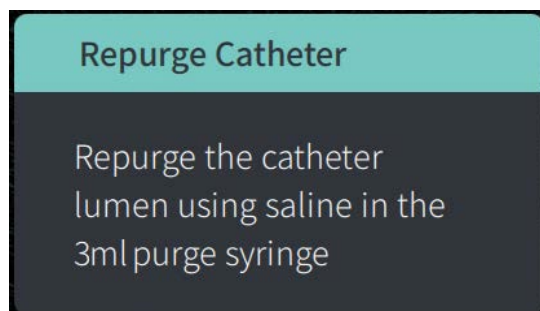 Repurge Catheter
Repurge the catheter
lumen using saline in the
3ml purge syringe